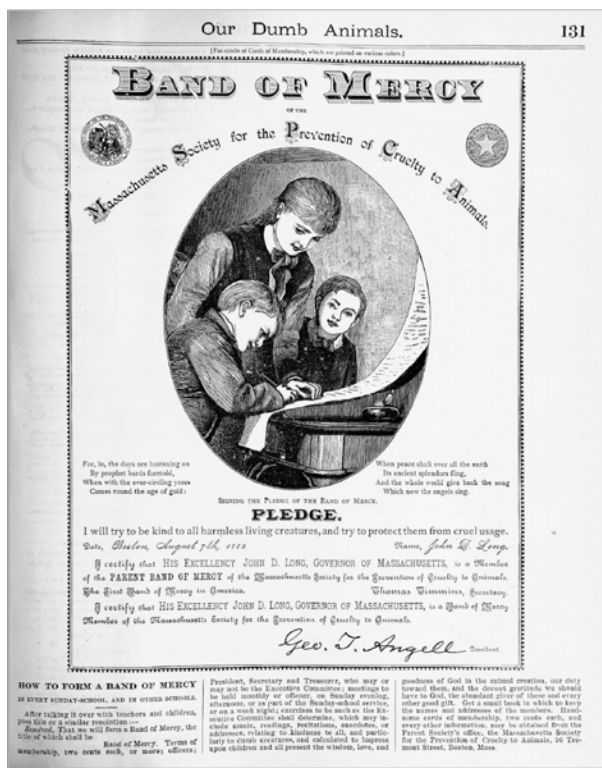 Our Dumb Animals.
131
[Fac-simile of Cards of Membership, which are printed on various colors.]
BAND OF MERCY
OF THE
Massachusetts Society for the Prevention of Cruelty to Animals.
For, lo, the days are hastening on
By prophet bards foretold,
When with the ever-circling years
Comes round the age of gold:
When peace shall over all the earth
Its ancient splendors fling,
And the whole world give back the song
Which now the angels sing.
SIGNING THE PLEDGE OF THE BAND OF MERCY.
PLEDGE.
I will try to be kind to all harmless living creatures, and try to protect them from cruel usage.
Date, Boston, August 7th, 1882. Name, John D. Long.
I certify that HIS EXCELLENCY JOHN D. LONG, GOVERNOR OF MASSACHUSETTS, is a Member
of the PARENT BAND OF MERCY of the Massachusetts Society for the Prevention of Cruelty to Animals.
The First Band of Mercy in America. Thomas Timmins, Secretary.
I certify that HIS EXCELLENCY JOHN D. LONG, GOVERNOR OF MASSACHUSETTS, is a Band of Mercy
Member of the Massachusetts Society for the Prevention of Cruelty to Animals.
Geo. T. Angell President.
HOW TO FORM A BAND OF MERCY
IN EVERY SUNDAY-SCHOOL, AND IN OTHER SCHOOLS.
After talking it over with teachers and children,
pass this or a similar resolution:—
Resolved, That we will form a Band of Mercy, the
title of which shall be
Band of Mercy. Terms of
membership, two cents each, or more; officers;
President, Secretary and Treasurer, who may or
may not be the Executive Committee; meetings to
be held monthly or oftener, on Sunday evening,
afternoon, or as part of the Sunday-school service,
or on a week night; exercises to be such as the Ex-
ecutive Committee shall determine, which may in-
clude music, readings, recitations, anecdotes, or
addresses, relating to kindness to all, and partic-
ularly to dumb creatures, and calculated to impress
upon children and all present the wisdom, love, and
goodness of God in the animal creation, our duty
toward them, and the devout gratitude we should
have to God, the abundant giver of these and every
other good gift. Get a small book in which to keep
the names and addresses of the members. Hand-
some cards of membership, two cents each, and
every other information, may be obtained from the
Parent Society's office, the Massachusetts Society
for the Prevention of Cruelty to Animals, 96 Tre-
mont Street, Boston, Mass.